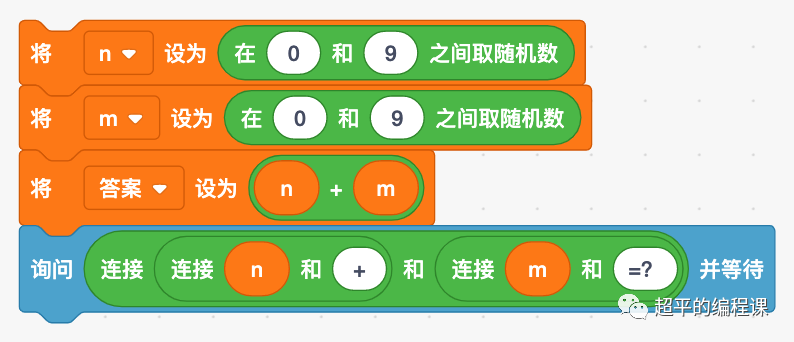 将 n 设为 在 0 和 9 之间取随机数
将 m 设为 在 0 和 9 之间取随机数
将 答案 设为 n + m
询问 连接 连接 n 和 + 和 连接 m 和 =? 并等待
超平的编程课